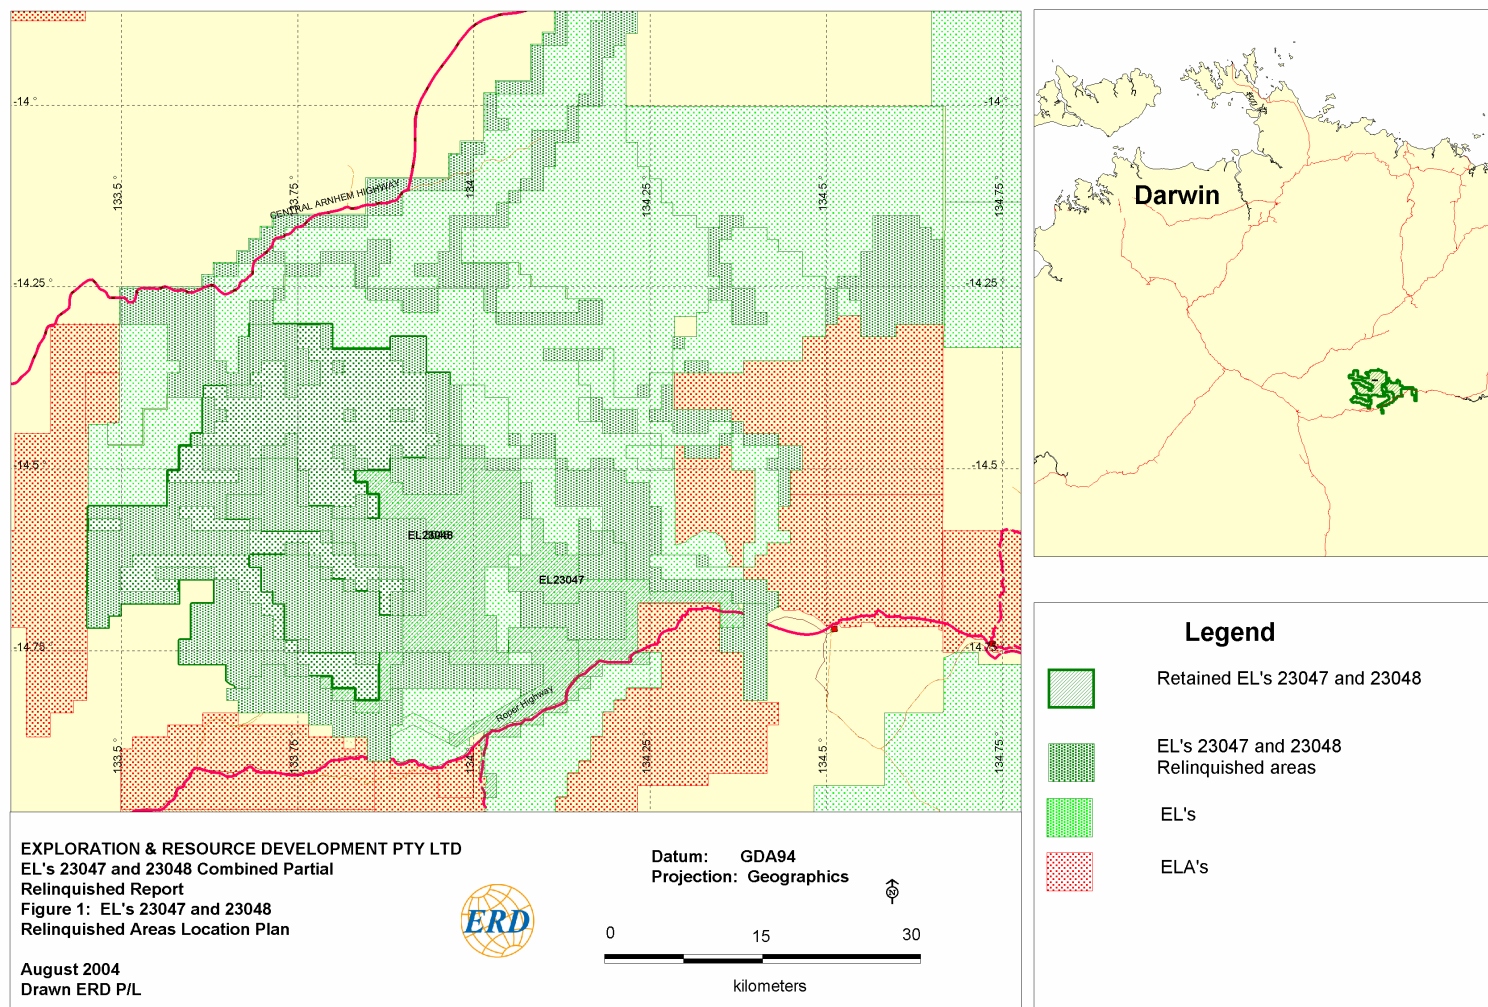 -14 °
-14 °
133.5 °
133.75 °
134 °
134.25 °
134.5 °
134.75 °
CENTRAL ARNHEM HIGHWAY
-14.25 °
-14.25 °
-14.5 °
-14.5 °
EL23047
-14.75 °
Roper Highway
133.5 °
133.75 °
134.25 °
134.5 °
134.75 °
Darwin
Legend
Retained EL's 23047 and 23048
EL's 23047 and 23048
Relinquished areas
EL's
ELA's
EXPLORATION & RESOURCE DEVELOPMENT PTY LTD
EL's 23047 and 23048 Combined Partial
Relinquished Report
Figure 1: EL's 23047 and 23048
Relinquished Areas Location Plan
August 2004
Drawn ERD P/L
ERD
Datum: GDA94
Projection: Geographics
N
0 15 30
kilometers